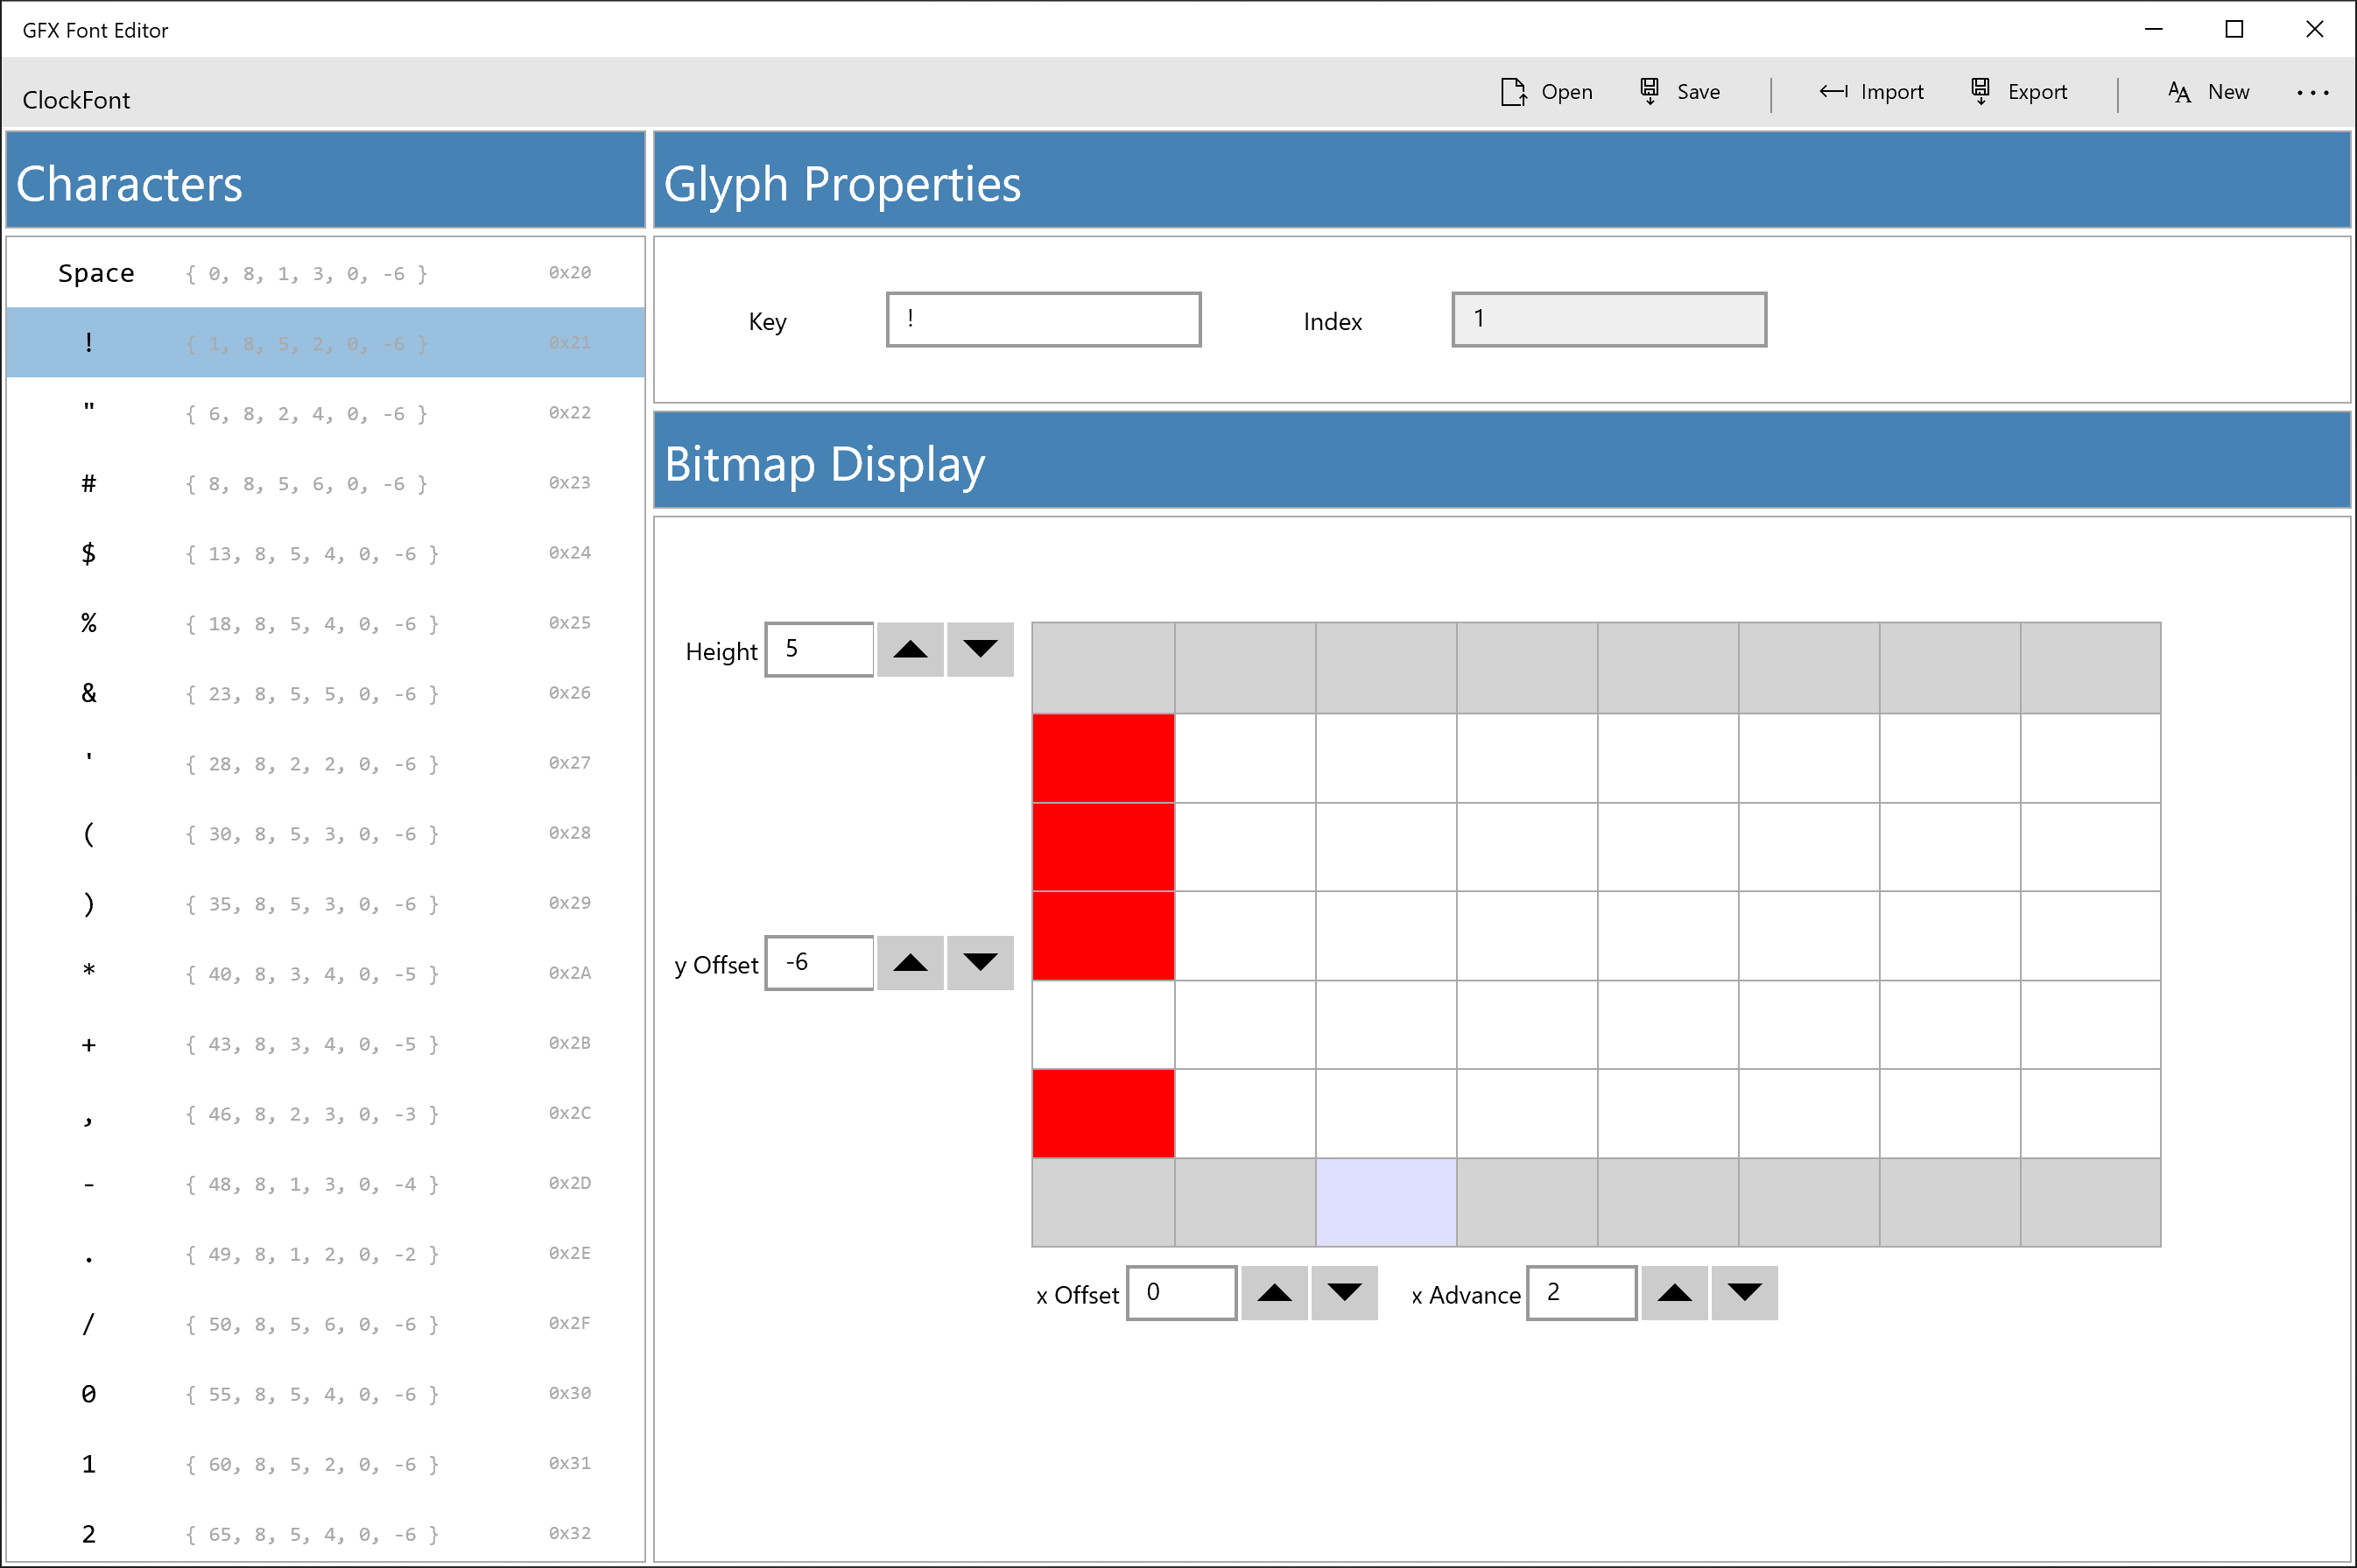 GFX Font Editor
ClockFont
Open Save Import Export New
Characters
Space { 0, 8, 1, 3, 0, -6 } 0x20
! { 1, 8, 5, 2, 0, -6 } 0x21
" { 6, 8, 2, 4, 0, -6 } 0x22
# { 8, 8, 5, 6, 0, -6 } 0x23
$ { 13, 8, 5, 4, 0, -6 } 0x24
% { 18, 8, 5, 4, 0, -6 } 0x25
& { 23, 8, 5, 5, 0, -6 } 0x26
' { 28, 8, 2, 2, 0, -6 } 0x27
( { 30, 8, 5, 3, 0, -6 } 0x28
) { 35, 8, 5, 3, 0, -6 } 0x29
* { 40, 8, 3, 4, 0, -5 } 0x2A
+ { 43, 8, 3, 4, 0, -5 } 0x2B
, { 46, 8, 2, 3, 0, -3 } 0x2C
- { 48, 8, 1, 3, 0, -4 } 0x2D
. { 49, 8, 1, 2, 0, -2 } 0x2E
/ { 50, 8, 5, 6, 0, -6 } 0x2F
0 { 55, 8, 5, 4, 0, -6 } 0x30
1 { 60, 8, 5, 2, 0, -6 } 0x31
2 { 65, 8, 5, 4, 0, -6 } 0x32
Glyph Properties
Key ! Index 1
Bitmap Display
Height 5
y Offset -6
x Offset 0 x Advance 2